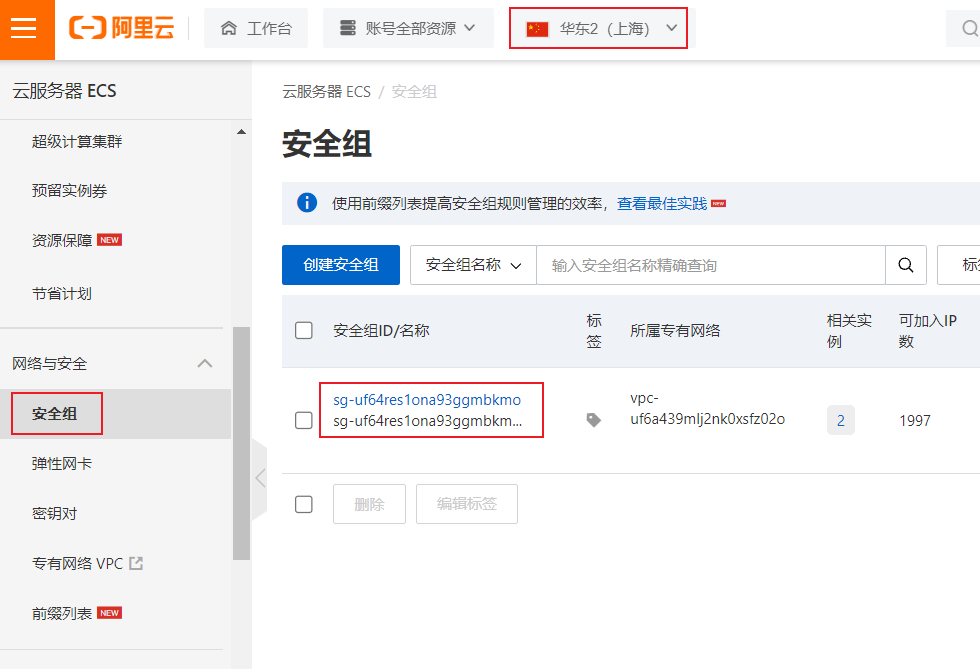 阿里云
工作台
账号全部资源
华东2（上海）
云服务器 ECS
超级计算集群
预留实例券
资源保障 NEW
节省计划
网络与安全
安全组
弹性网卡
密钥对
专有网络 VPC
前缀列表 NEW
云服务器 ECS / 安全组
安全组
使用前缀列表提高安全组规则管理的效率，查看最佳实践 NEW
创建安全组
安全组名称
输入安全组名称精确查询
安全组ID/名称
标
签
所属专有网络
相关实
例
可加入IP
数
sg-uf64res1ona93ggmbkmo
sg-uf64res1ona93ggmbkm...
vpc-
uf6a439mlj2nk0xsfz02o
2
1997
删除
编辑标签